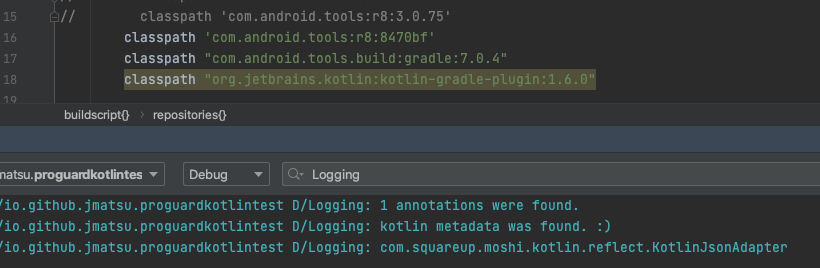 15 // classpath 'com.android.tools:r8:3.0.75'
16 classpath 'com.android.tools:r8:8470bf'
17 classpath "com.android.tools.build:gradle:7.0.4"
18 classpath "org.jetbrains.kotlin:kotlin-gradle-plugin:1.6.0"
19
buildscript{} › repositories{}
matsu.proguardkotlintes Debug Logging
/io.github.jmatsu.proguardkotlintest D/Logging: 1 annotations were found.
/io.github.jmatsu.proguardkotlintest D/Logging: kotlin metadata was found. :)
/io.github.jmatsu.proguardkotlintest D/Logging: com.squareup.moshi.kotlin.reflect.KotlinJsonAdapter